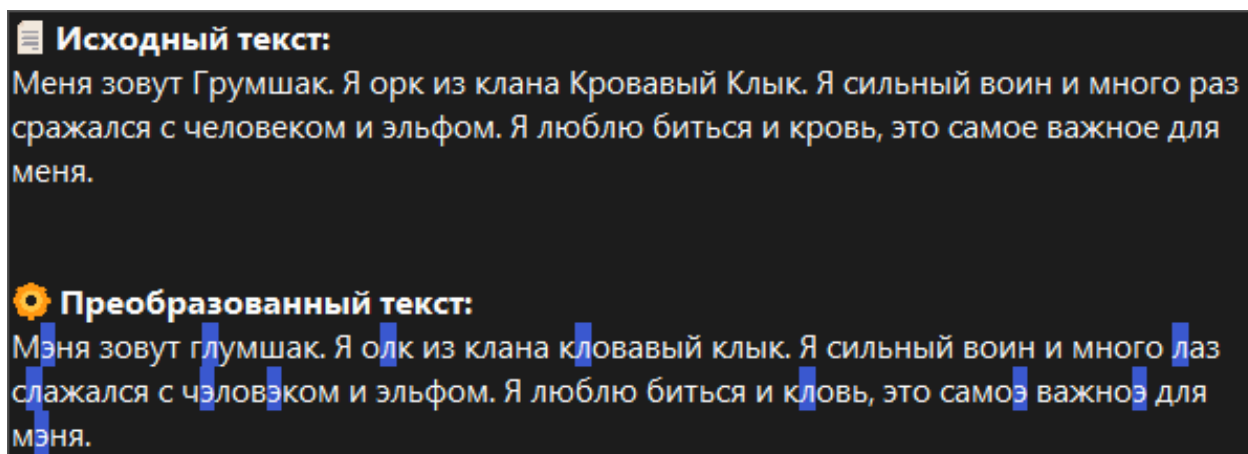 Исходный текст:
Меня зовут Грумшак. Я орк из клана Кровавый Клык. Я сильный воин и много раз
сражался с человеком и эльфом. Я люблю биться и кровь, это самое важное для
меня.
Преобразованный текст:
Мэня зовут глумшак. Я олк из клана кловавый клык. Я сильный воин и много лаз
слажался с чэловэком и эльфом. Я люблю биться и кловь, это самоэ важноэ для
мэня.